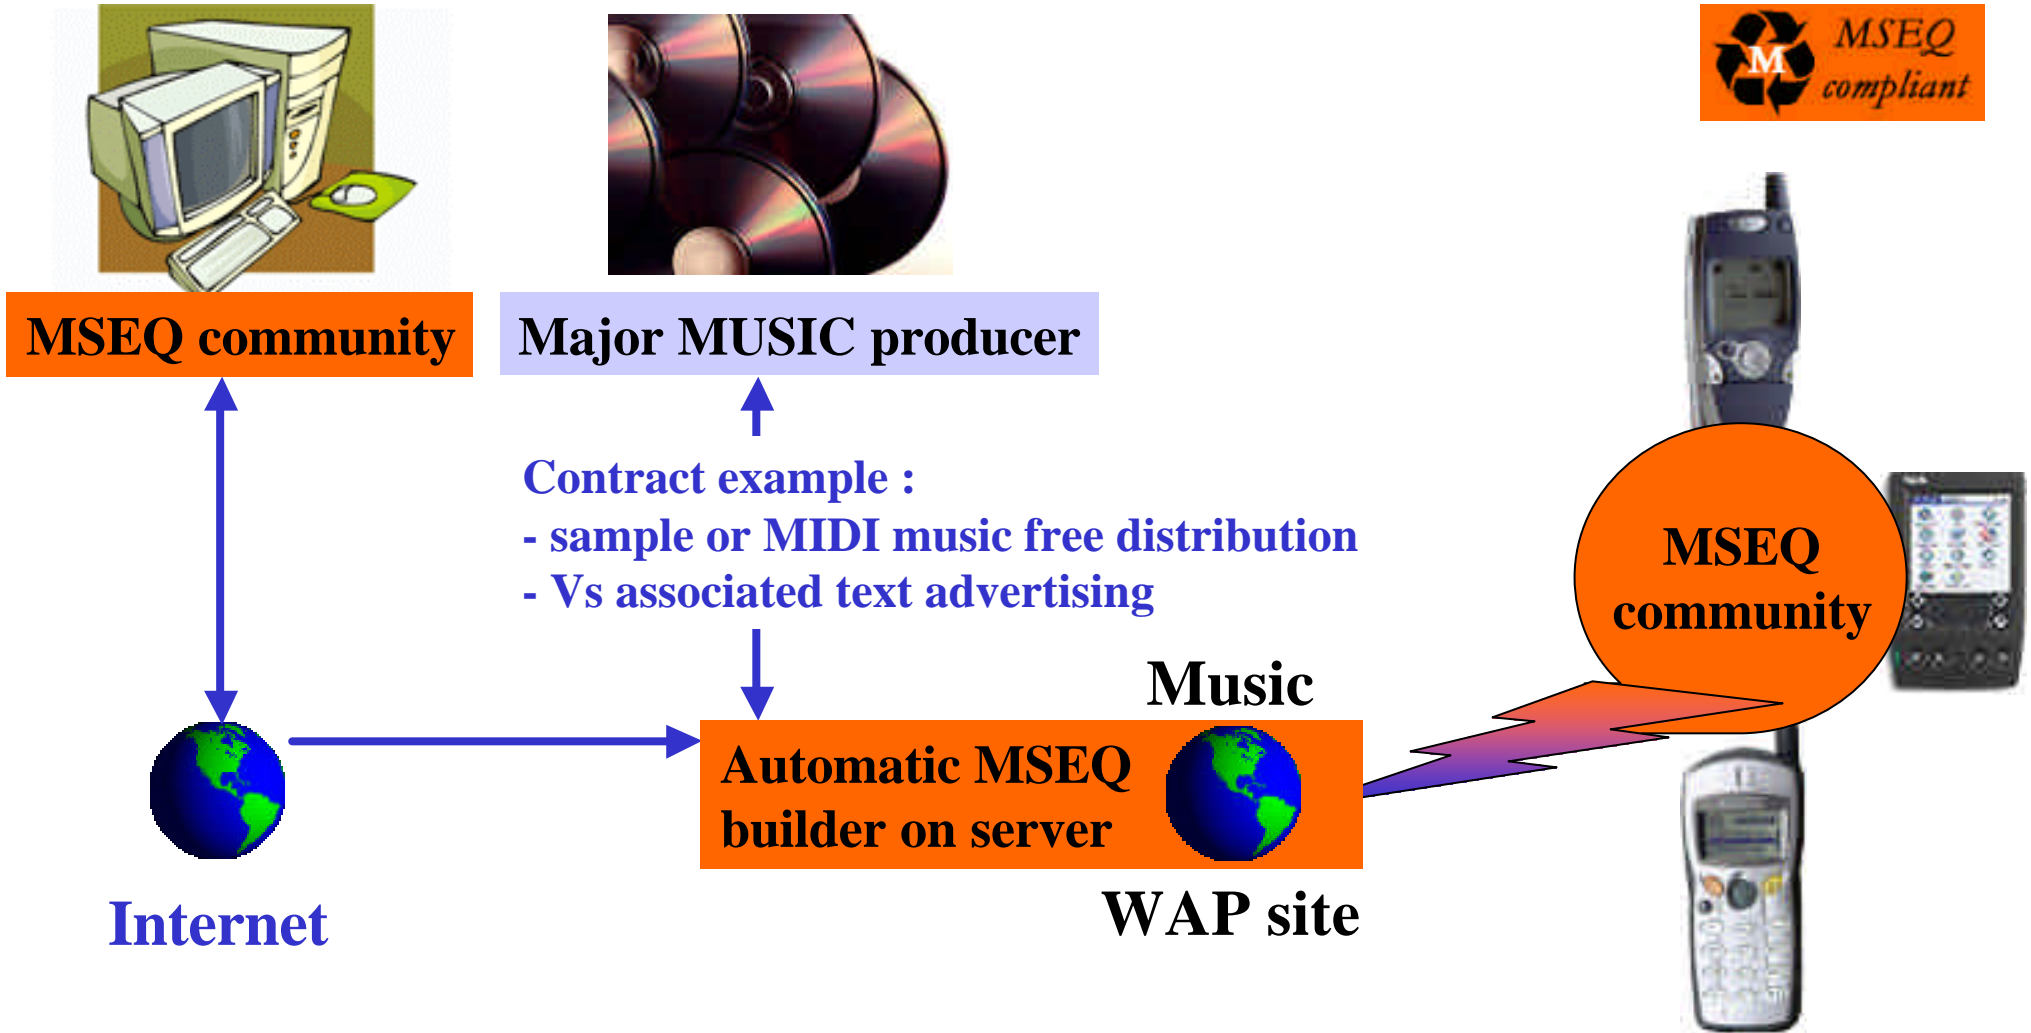 MSEQ
compliant
M
MSEQ community
Major MUSIC producer
Contract example :
- sample or MIDI music free distribution
- Vs associated text advertising
MSEQ
community
Music
Automatic MSEQ
builder on server
Internet
WAP site